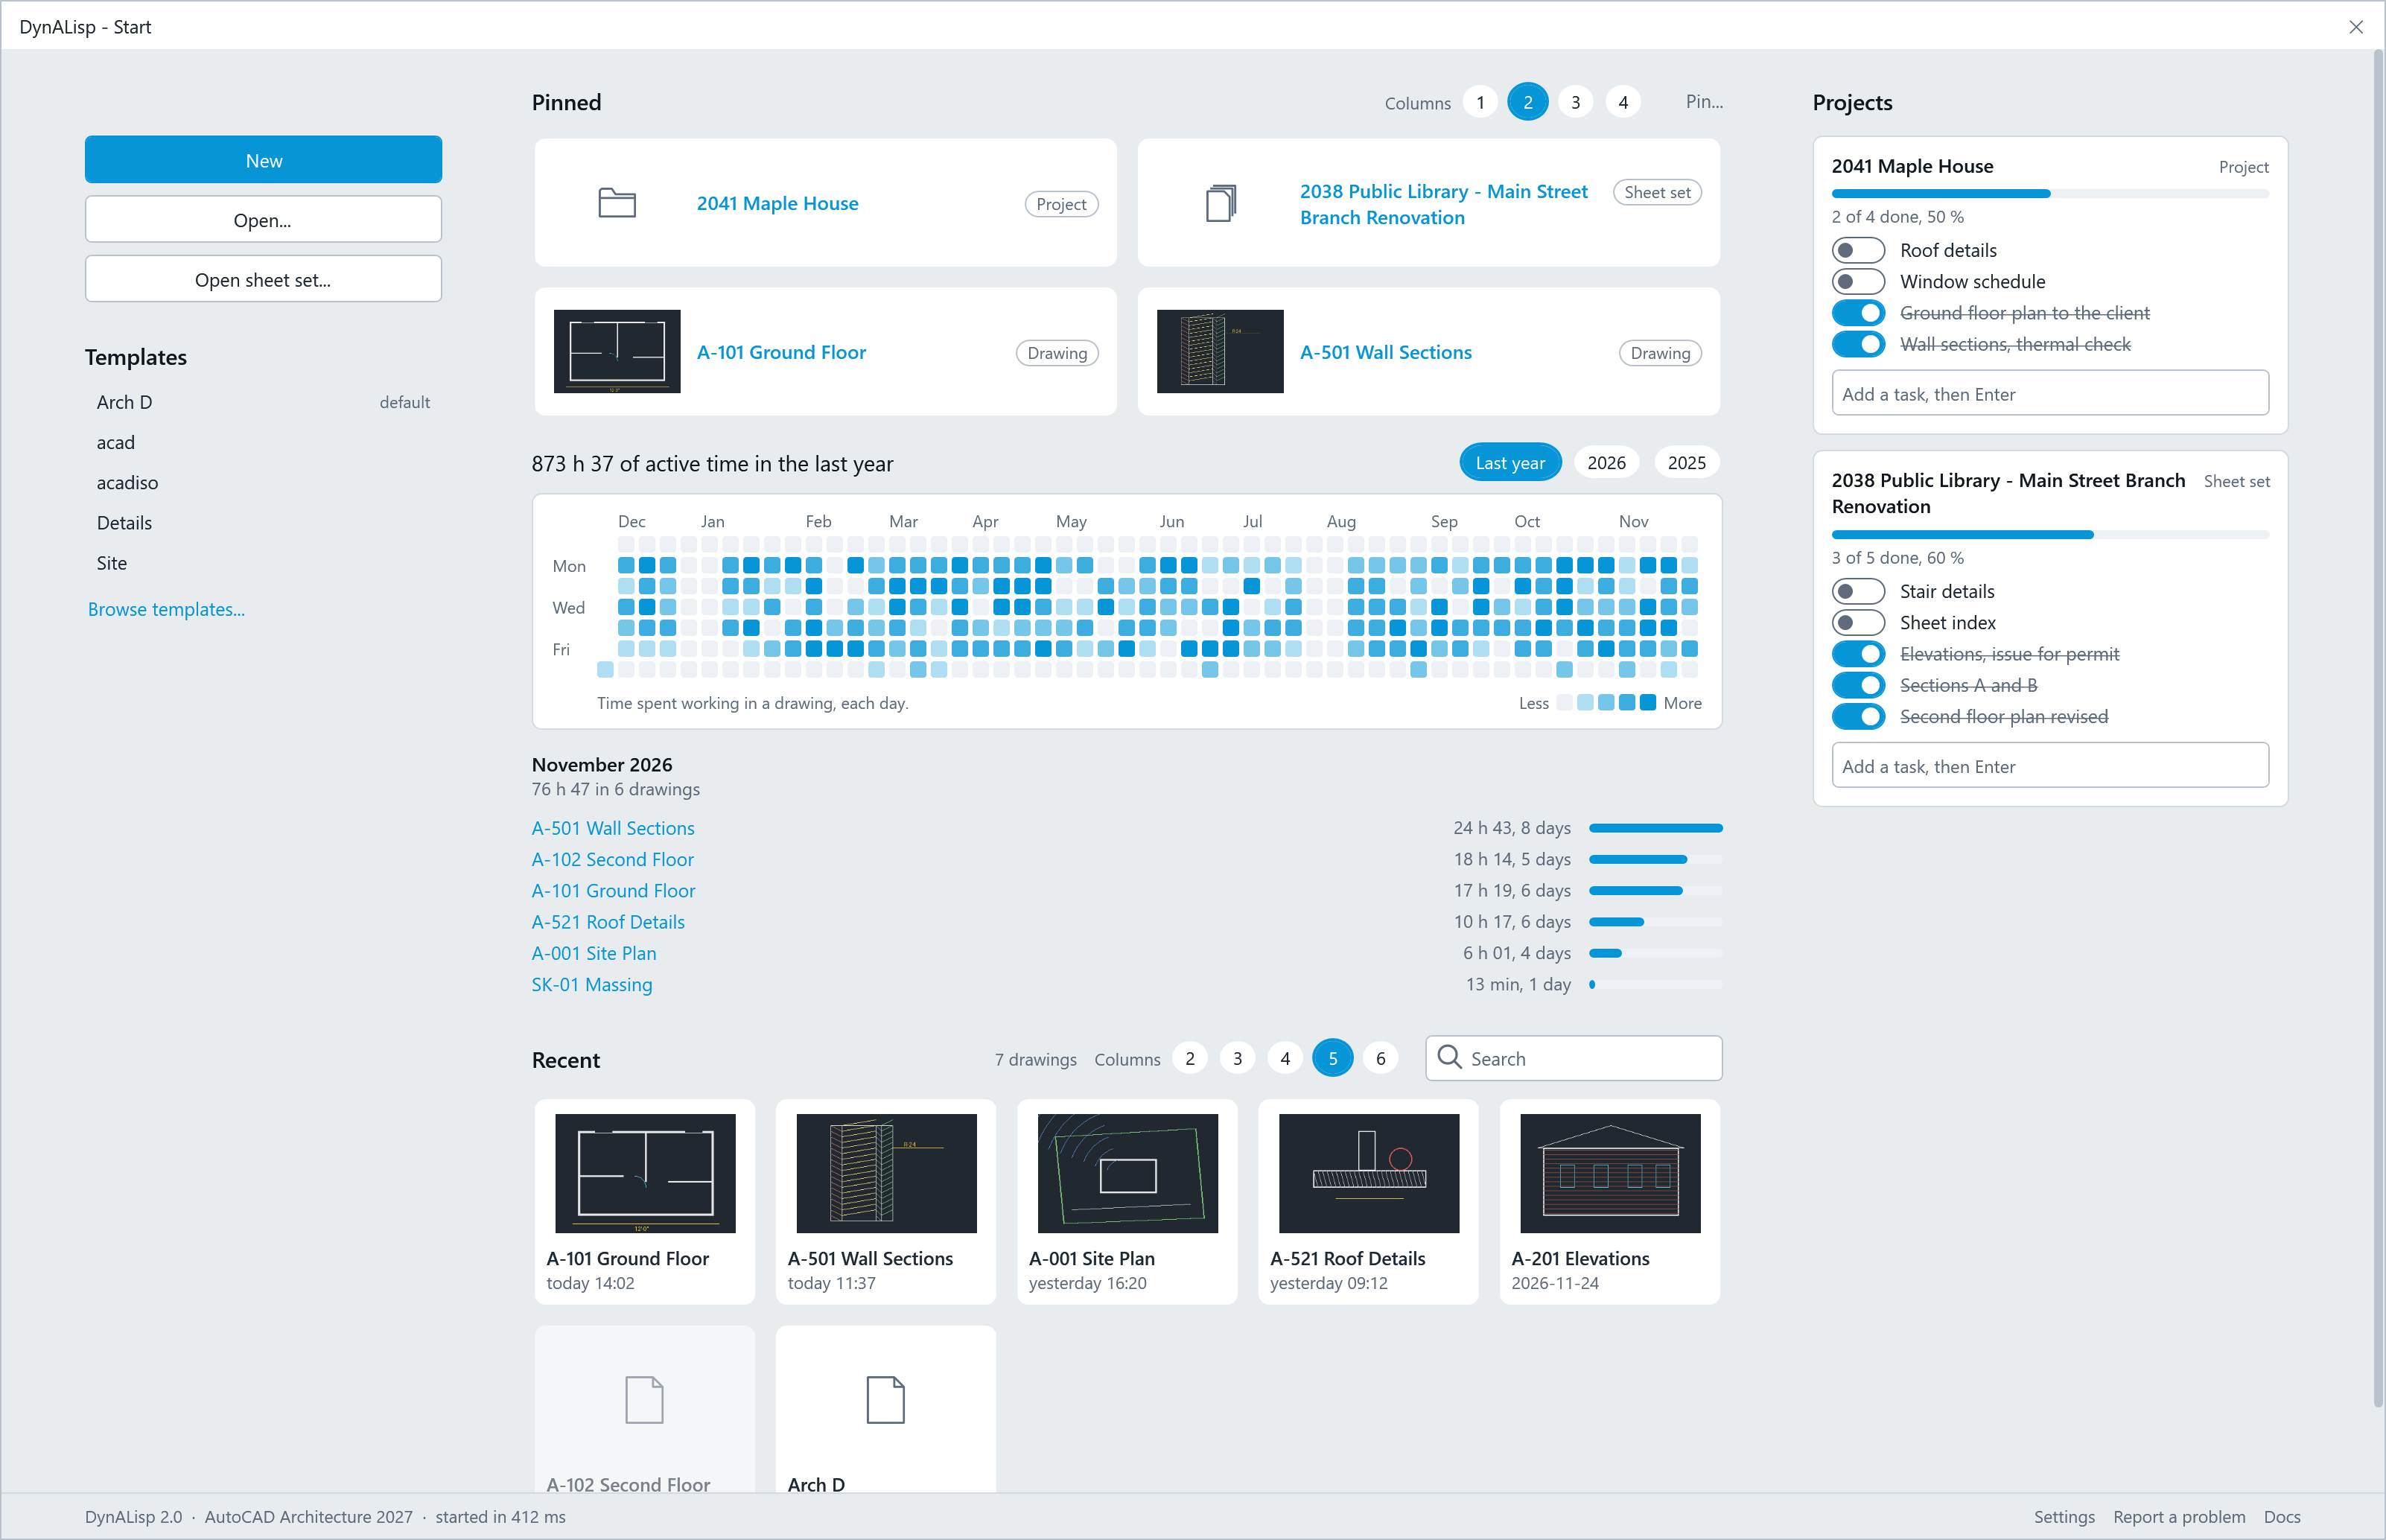 DynALisp - Start
New
Open...
Open sheet set...
Templates
Arch D default
acad
acadiso
Details
Site
Browse templates...
Pinned
Columns 1 2 3 4 Pin...
2041 Maple House
Project
2038 Public Library - Main Street
Branch Renovation
Sheet set
12'0"
A-101 Ground Floor
Drawing
R-24
A-501 Wall Sections
Drawing
873 h 37 of active time in the last year
Last year 2026 2025
Dec Jan Feb Mar Apr May Jun Jul Aug Sep Oct Nov
Mon
Wed
Fri
Time spent working in a drawing, each day.
Less More
November 2026
76 h 47 in 6 drawings
A-501 Wall Sections 24 h 43, 8 days
A-102 Second Floor 18 h 14, 5 days
A-101 Ground Floor 17 h 19, 6 days
A-521 Roof Details 10 h 17, 6 days
A-001 Site Plan 6 h 01, 4 days
SK-01 Massing 13 min, 1 day
Recent
7 drawings Columns 2 3 4 5 6
Search
12'0"
A-101 Ground Floor
today 14:02
R-24
A-501 Wall Sections
today 11:37
A-001 Site Plan
yesterday 16:20
A-521 Roof Details
yesterday 09:12
A-201 Elevations
2026-11-24
A-102 Second Floor
Arch D
Projects
2041 Maple House Project
2 of 4 done, 50 %
Roof details
Window schedule
Ground floor plan to the client
Wall sections, thermal check
Add a task, then Enter
2038 Public Library - Main Street Branch Sheet set
Renovation
3 of 5 done, 60 %
Stair details
Sheet index
Elevations, issue for permit
Sections A and B
Second floor plan revised
Add a task, then Enter
DynALisp 2.0 · AutoCAD Architecture 2027 · started in 412 ms
Settings Report a problem Docs